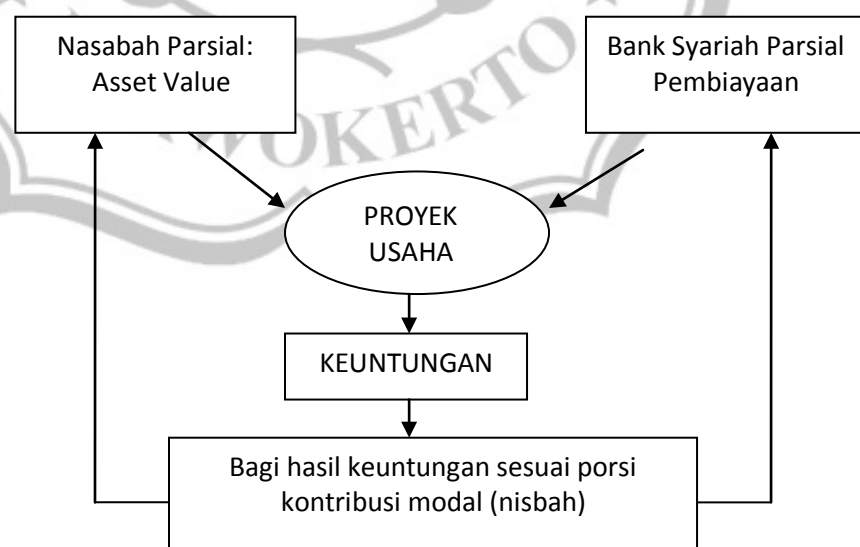 Nasabah Parsial:
Asset Value
Bank Syariah Parsial
Pembiayaan
WOKERTO
PROYEK
USAHA
KEUNTUNGAN
Bagi hasil keuntungan sesuai porsi
kontribusi modal (nisbah)